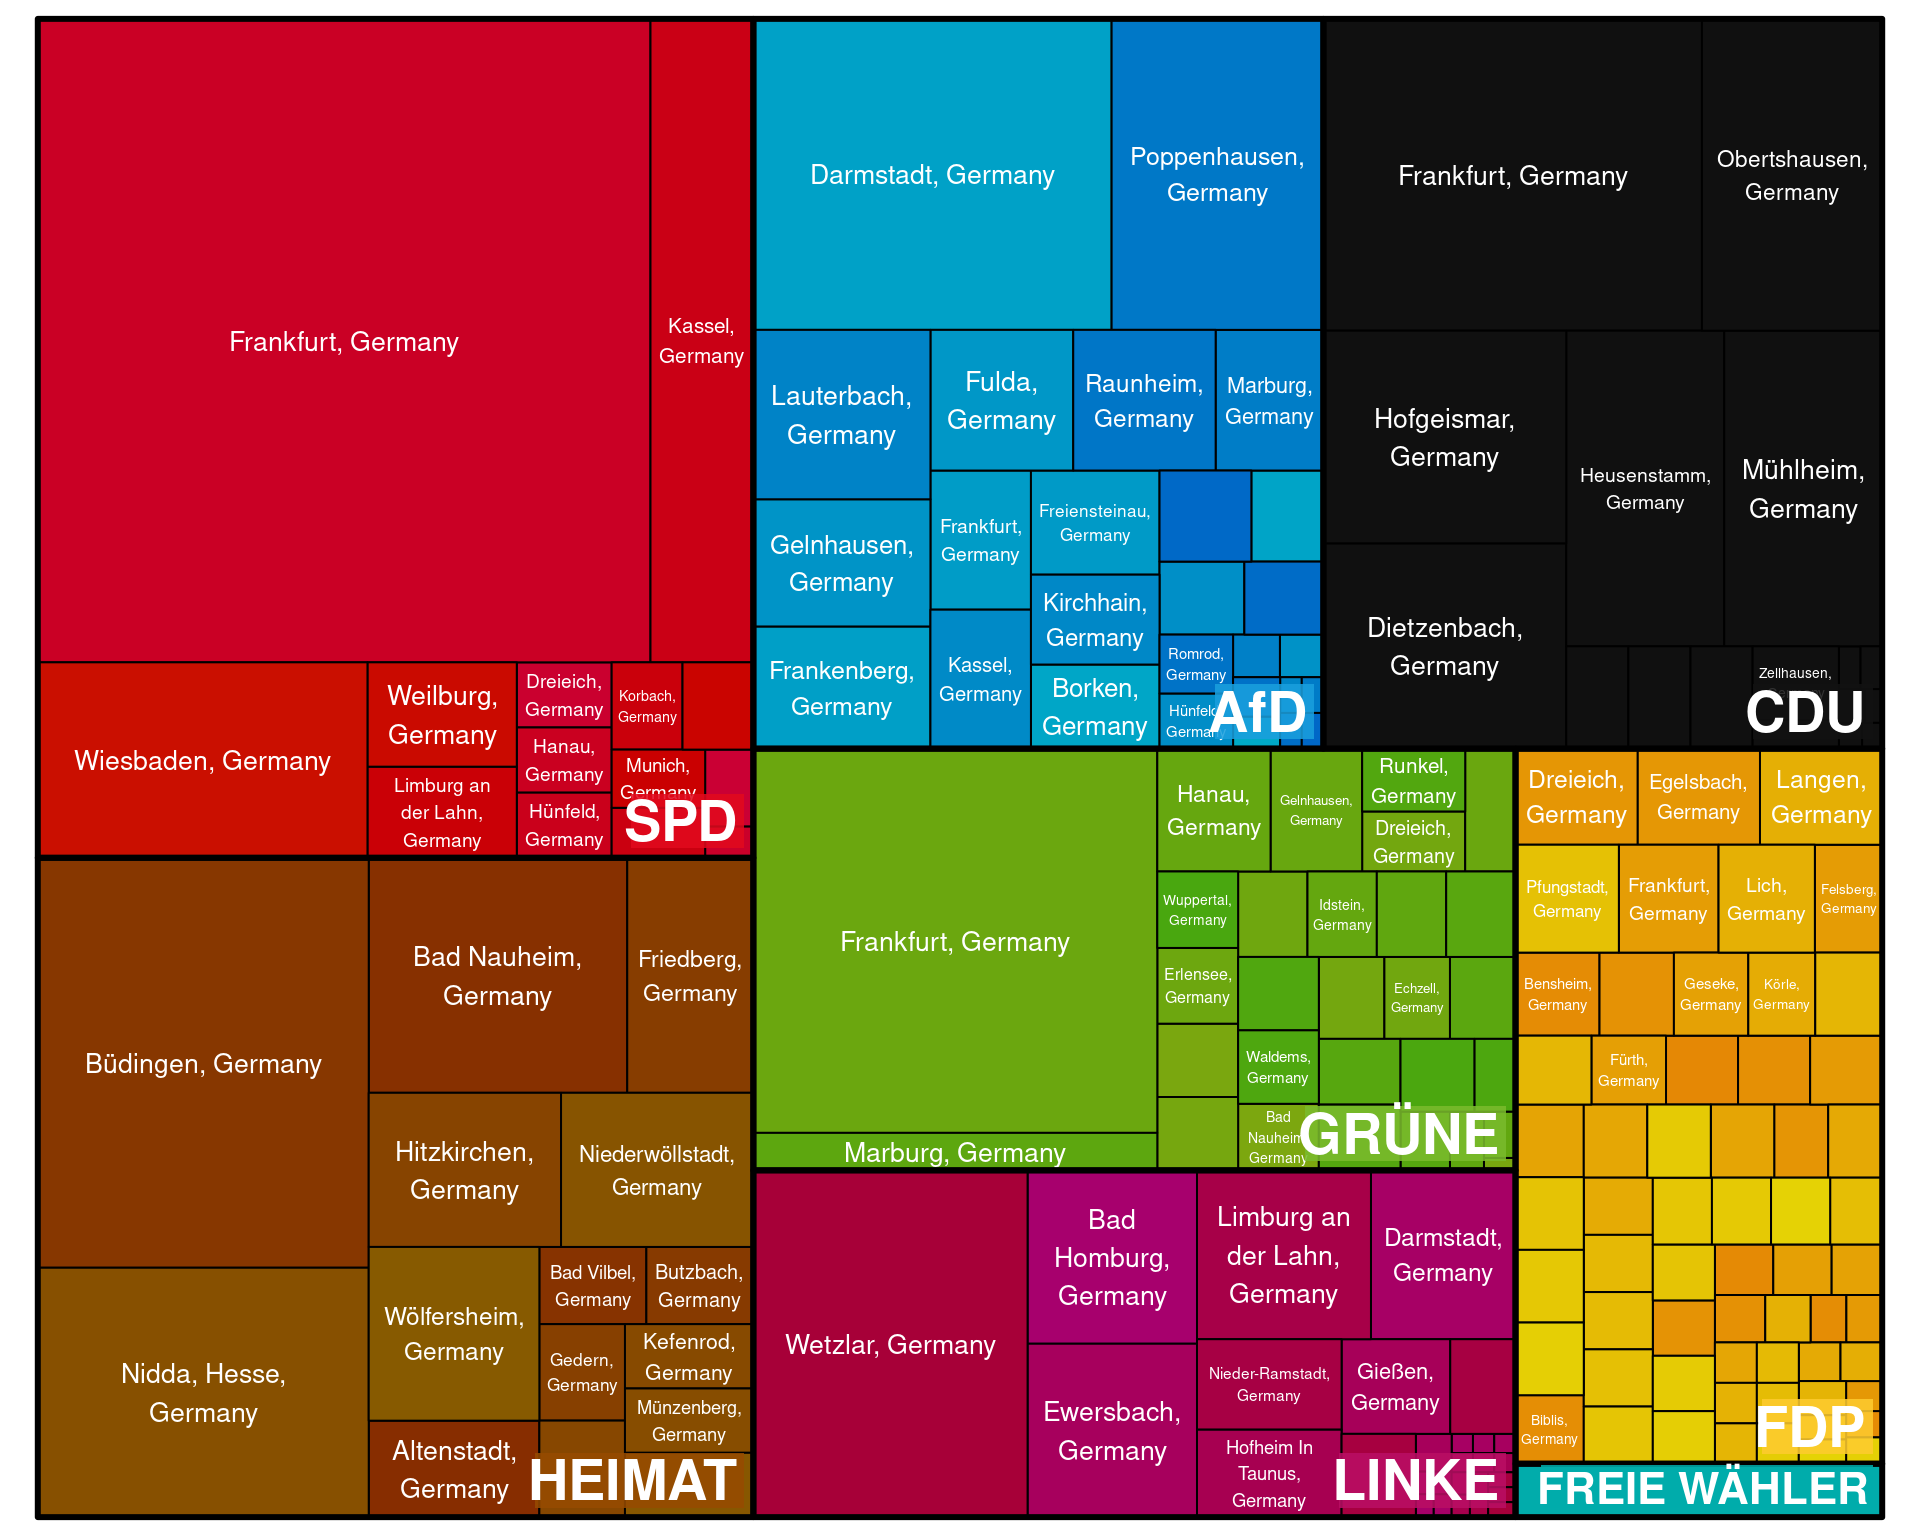 Frankfurt, Germany
Kassel,
Germany
Wiesbaden, Germany
Weilburg,
Germany
Limburg an
der Lahn,
Germany
Dreieich,
Germany
Hanau,
Germany
Hünfeld,
Germany
Korbach,
Germany
Munich,
Germany
SPD
Büdingen, Germany
Nidda, Hesse,
Germany
Bad Nauheim,
Germany
Friedberg,
Germany
Hitzkirchen,
Germany
Niederwöllstadt,
Germany
Wölfersheim,
Germany
Altenstadt,
Germany
Bad Vilbel,
Germany
Butzbach,
Germany
Gedern,
Germany
Kefenrod,
Germany
Münzenberg,
Germany
HEIMAT
Darmstadt, Germany
Poppenhausen,
Germany
Lauterbach,
Germany
Gelnhausen,
Germany
Frankenberg,
Germany
Fulda,
Germany
Raunheim,
Germany
Marburg,
Germany
Frankfurt,
Germany
Kassel,
Germany
Freiensteinau,
Germany
Kirchhain,
Germany
Borken,
Germany
Romrod,
Germany
Hünfeld,
Germany
AfD
Frankfurt, Germany
Obertshausen,
Germany
Hofgeismar,
Germany
Dietzenbach,
Germany
Heusenstamm,
Germany
Mühlheim,
Germany
Zellhausen,
Germany
CDU
Frankfurt, Germany
Marburg, Germany
Hanau,
Germany
Gelnhausen,
Germany
Runkel,
Germany
Dreieich,
Germany
Wuppertal,
Germany
Idstein,
Germany
Erlensee,
Germany
Echzell,
Germany
Waldems,
Germany
Bad
Nauheim,
Germany
GRÜNE
Wetzlar, Germany
Bad
Homburg,
Germany
Ewersbach,
Germany
Limburg an
der Lahn,
Germany
Darmstadt,
Germany
Nieder-Ramstadt,
Germany
Gießen,
Germany
Hofheim In
Taunus,
Germany
LINKE
Dreieich,
Germany
Egelsbach,
Germany
Langen,
Germany
Pfungstadt,
Germany
Frankfurt,
Germany
Lich,
Germany
Felsberg,
Germany
Bensheim,
Germany
Geseke,
Germany
Körle,
Germany
Fürth,
Germany
Biblis,
Germany
FDP
FREIE WÄHLER